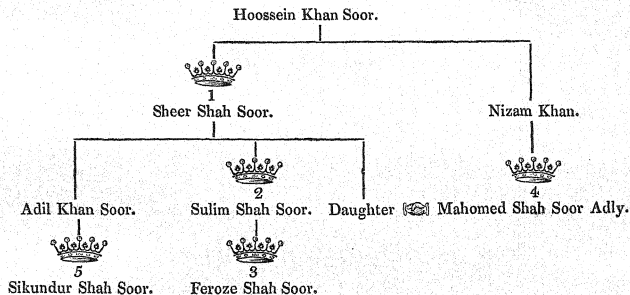 Hoossein Khan Soor.
1
Sheer Shah Soor. Nizam Khan.
2 4
Adil Khan Soor. Sulim Shah Soor. Daughter Mahomed Shah Soor Adly.
5 3
Sikundur Shah Soor. Feroze Shah Soor.